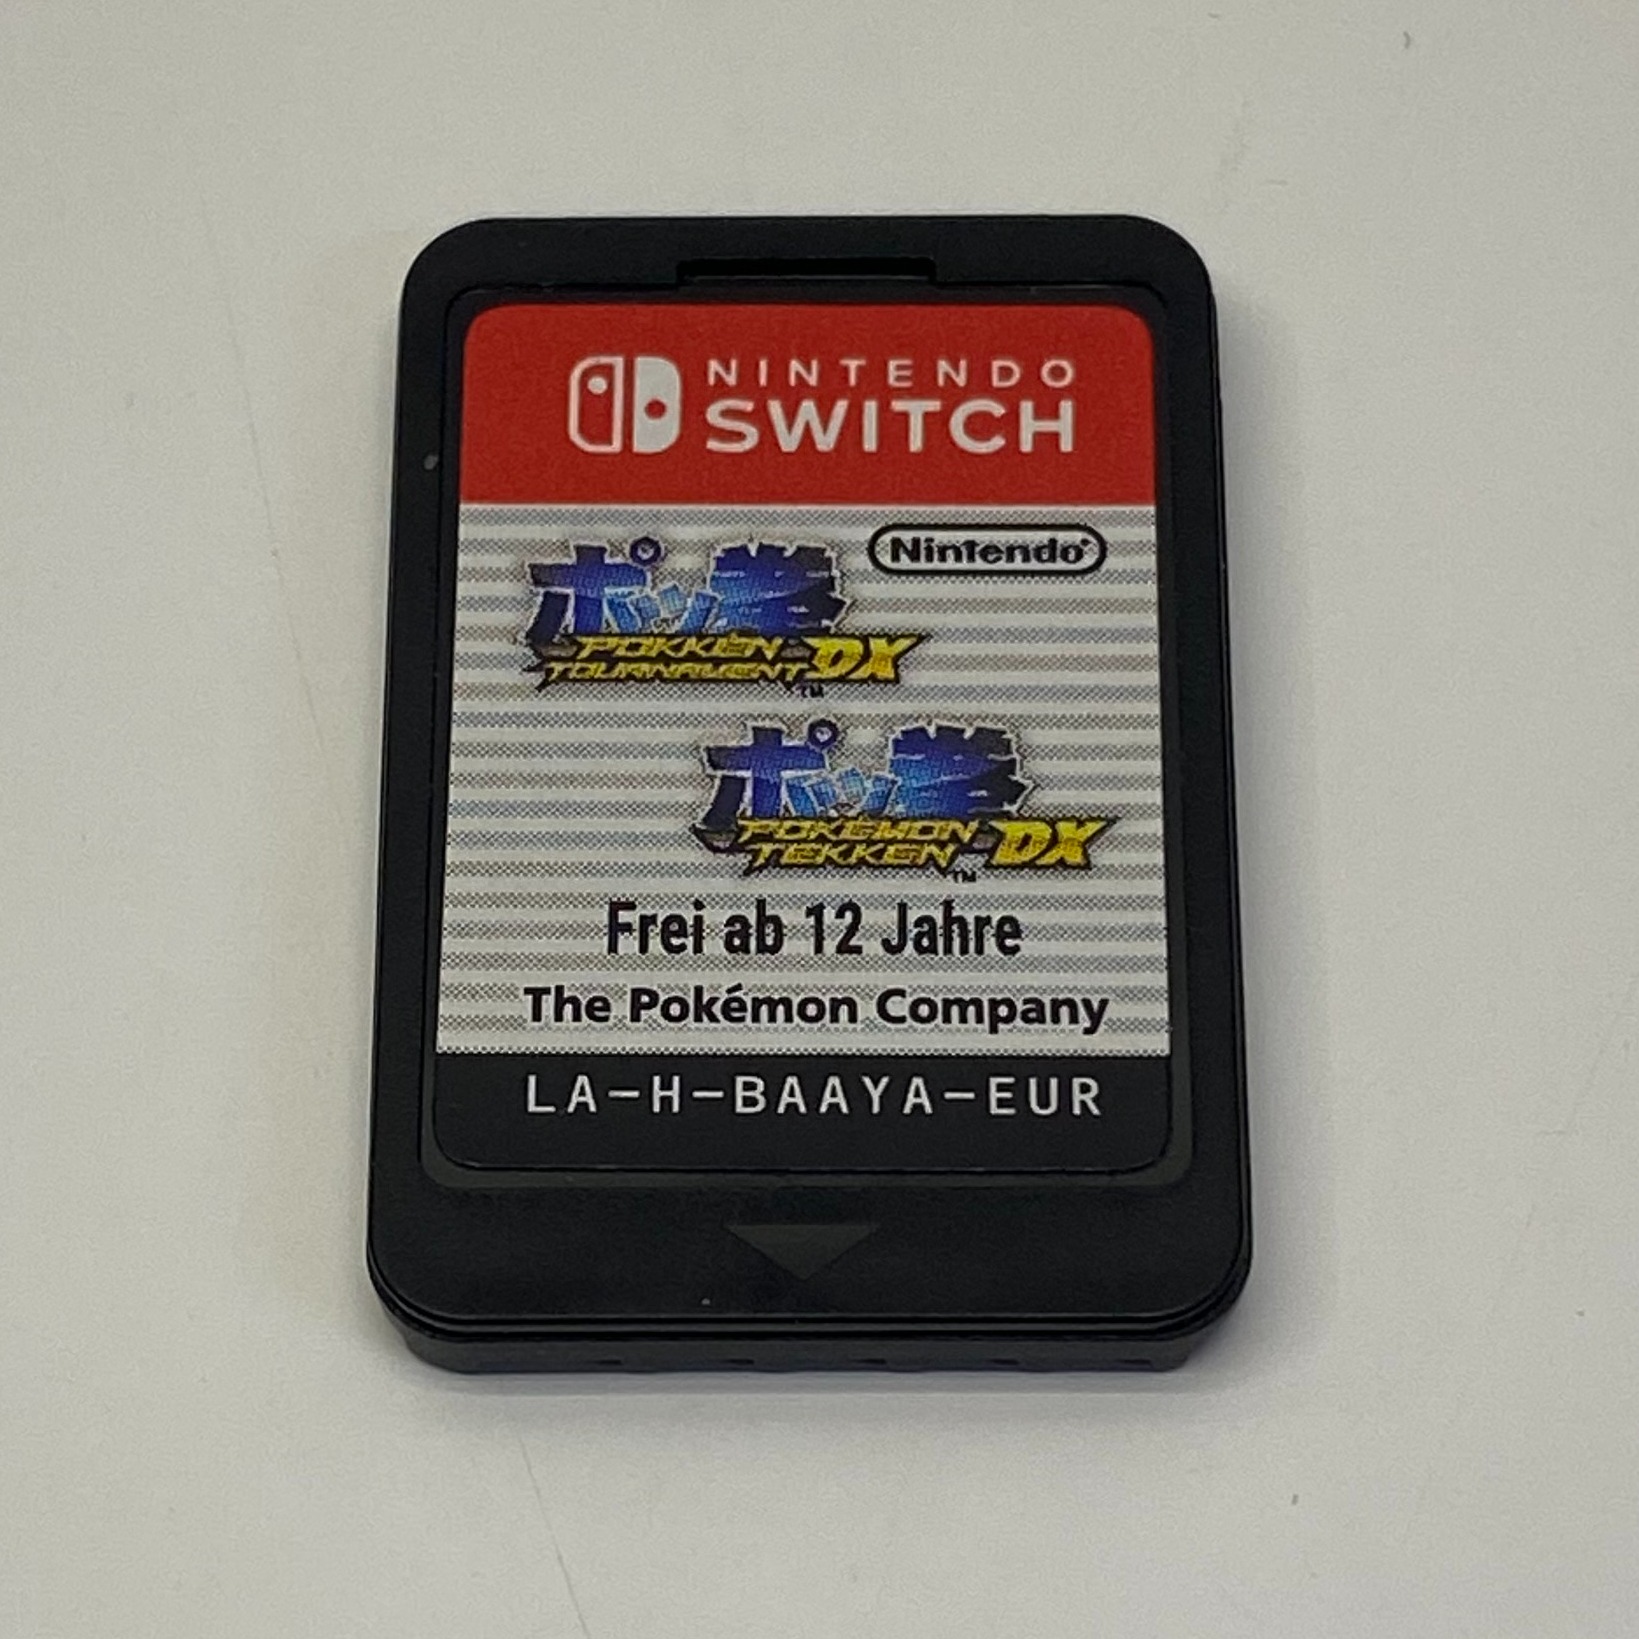 NINTENDO
SWITCH
Nintendo
ポッ拳
POKKÉN
TOURNAMENT DX
TM
ポッ拳
POKÉMON
TEKKEN DX
TM
Frei ab 12 Jahre
The Pokémon Company
LA-H-BAAYA-EUR